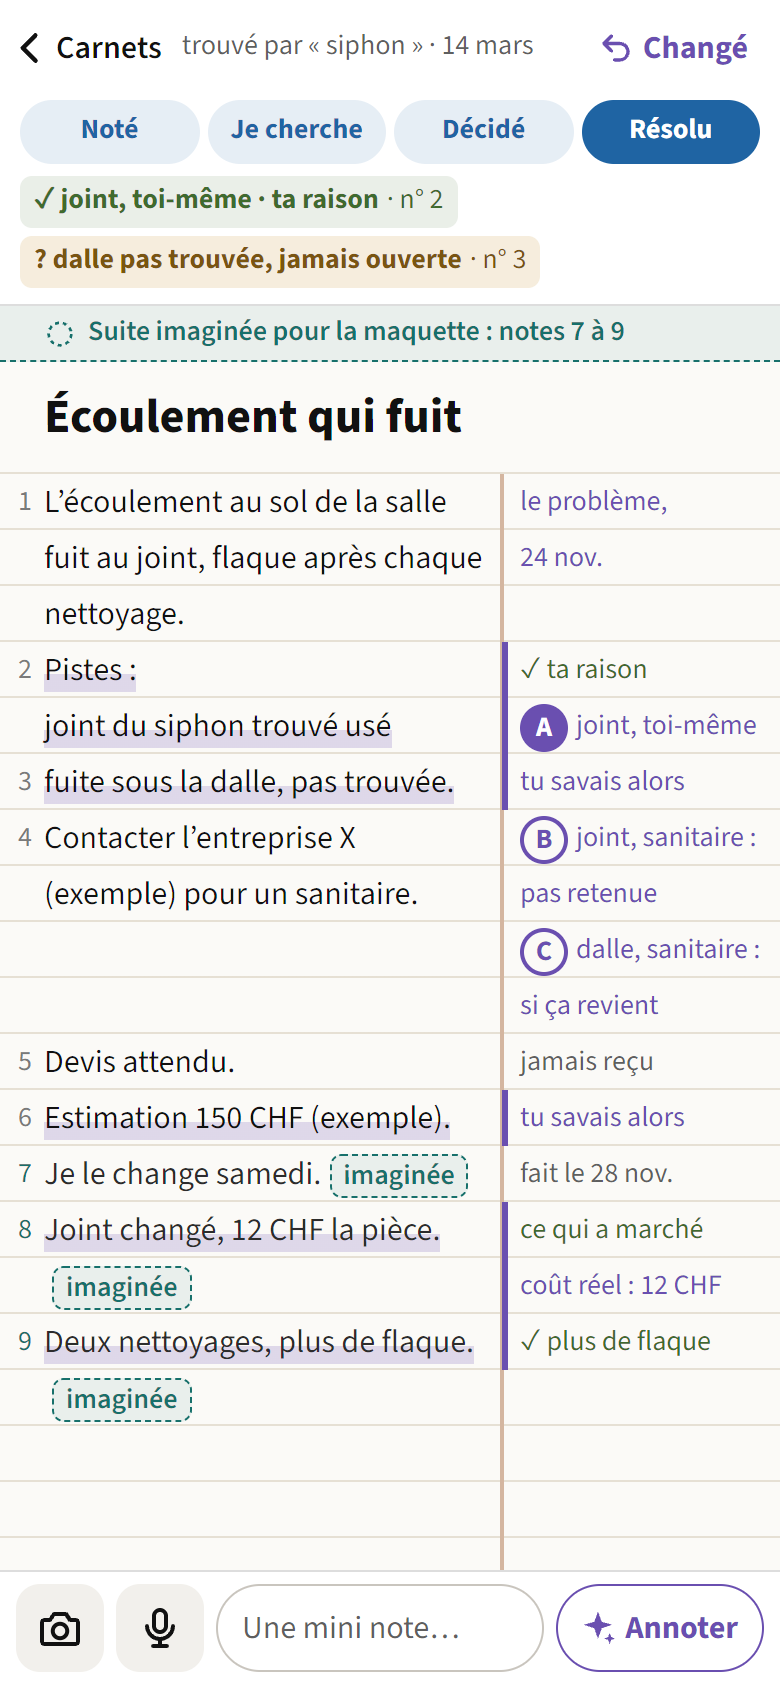 Carnets trouvé par « siphon » · 14 mars Changé
Noté Je cherche Décidé Résolu
✓ joint, toi-même · ta raison · n° 2
? dalle pas trouvée, jamais ouverte · n° 3
Suite imaginée pour la maquette : notes 7 à 9
Écoulement qui fuit
1 L’écoulement au sol de la salle le problème,
fuit au joint, flaque après chaque 24 nov.
nettoyage.
2 Pistes : ✓ ta raison
joint du siphon trouvé usé A joint, toi-même
3 fuite sous la dalle, pas trouvée. tu savais alors
4 Contacter l’entreprise X B joint, sanitaire :
(exemple) pour un sanitaire. pas retenue
C dalle, sanitaire :
si ça revient
5 Devis attendu. jamais reçu
6 Estimation 150 CHF (exemple). tu savais alors
7 Je le change samedi. imaginée fait le 28 nov.
8 Joint changé, 12 CHF la pièce. ce qui a marché
imaginée coût réel : 12 CHF
9 Deux nettoyages, plus de flaque. ✓ plus de flaque
imaginée
Une mini note… Annoter